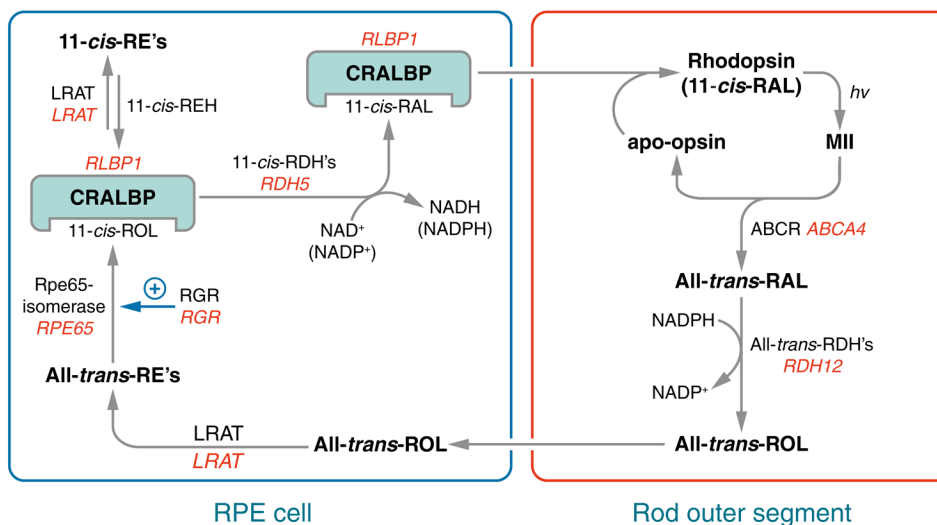 11-cis-RE’s
LRAT
LRAT
11-cis-REH
RLBP1
CRALBP
11-cis-ROL
11-cis-RDH’s
RDH5
RLBP1
CRALBP
11-cis-RAL
NAD⁺
(NADP⁺)
NADH
(NADPH)
Rpe65-
isomerase
RPE65
RGR
RGR
All-trans-RE’s
LRAT
LRAT
All-trans-ROL
RPE cell
Rhodopsin
(11-cis-RAL)
hv
apo-opsin
MII
ABCR ABCA4
All-trans-RAL
NADPH
All-trans-RDH’s
RDH12
NADP⁺
All-trans-ROL
Rod outer segment